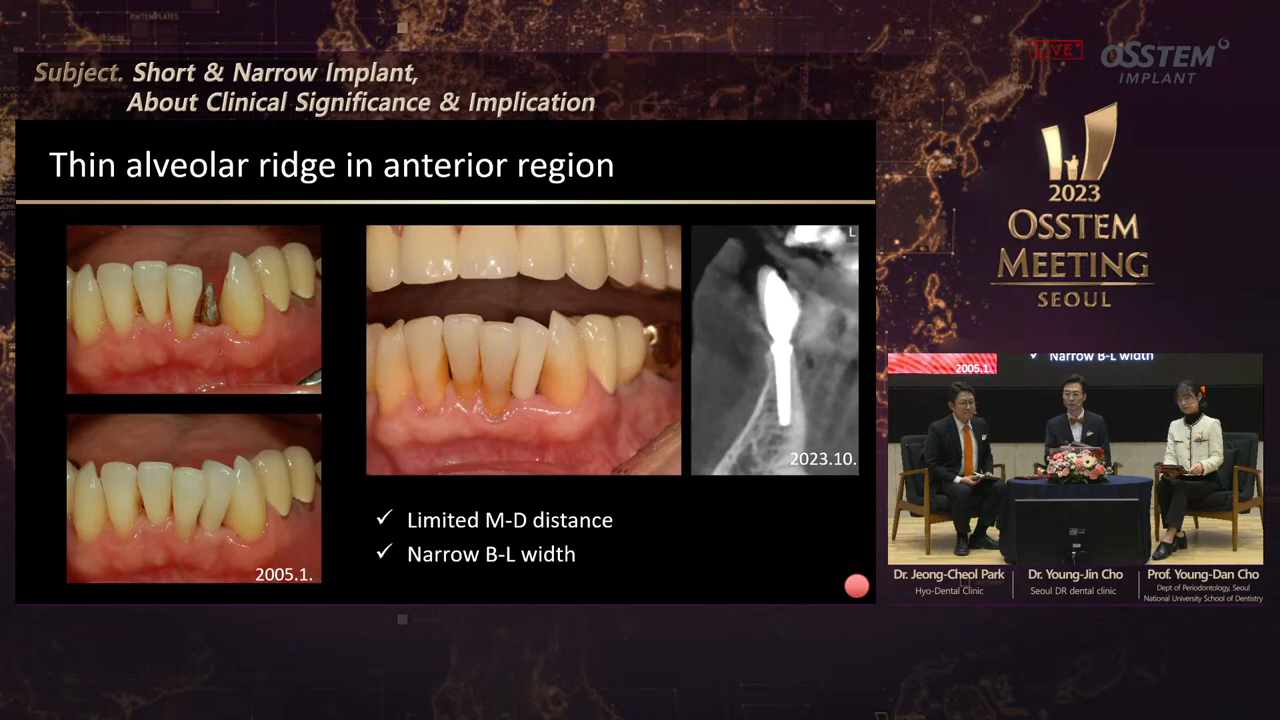 PWTEMPLATES
Subject. Short & Narrow Implant,
About Clinical Significance & Implication
LIVE
OSSTEM
IMPLANT
Thin alveolar ridge in anterior region
L
2005.1.
2023.10.
✓ Limited M-D distance
✓ Narrow B-L width
2023
OSSTEM
MEETING
SEOUL
✓ Narrow B-L width
2005.1.
Dr. Jeong-Cheol Park
Hyo-Dental Clinic
Dr. Young-Jin Cho
Seoul DR dental clinic
Prof. Young-Dan Cho
Dept of Periodontology, Seoul
National University School of Dentistry